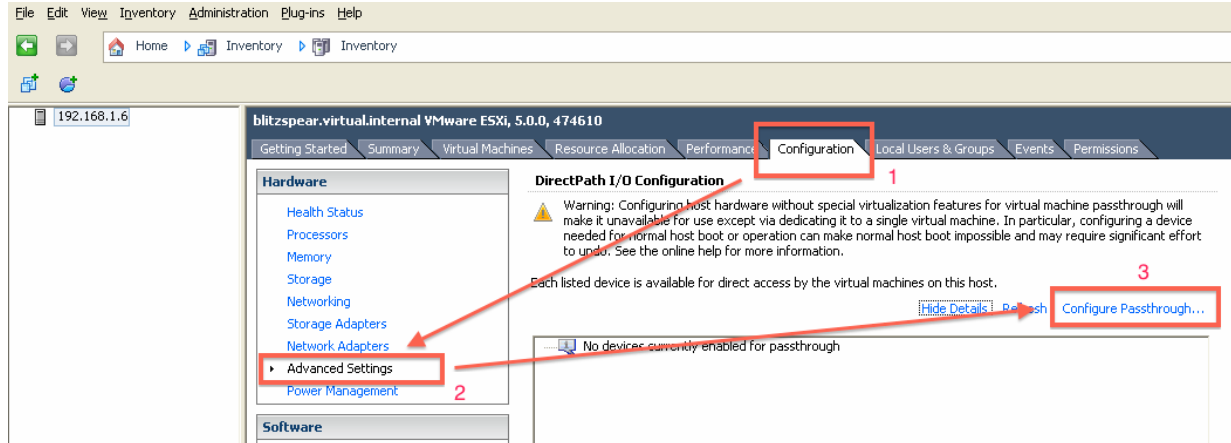 File Edit View Inventory Administration Plug-ins Help
Home Inventory Inventory
192.168.1.6
blitzspear.virtual.internal VMware ESXi, 5.0.0, 474610
Getting Started Summary Virtual Machines Resource Allocation Performance Configuration Local Users & Groups Events Permissions
1
Hardware
Health Status
Processors
Memory
Storage
Networking
Storage Adapters
Network Adapters
Advanced Settings
2
Power Management
Software
DirectPath I/O Configuration
Warning: Configuring host hardware without special virtualization features for virtual machine passthrough will
make it unavailable for use except via dedicating it to a single virtual machine. In particular, configuring a device
needed for normal host boot or operation can make normal host boot impossible and may require significant effort
to undo. See the online help for more information.
Each listed device is available for direct access by the virtual machines on this host.
3
Hide Details Refresh Configure Passthrough...
No devices currently enabled for passthrough